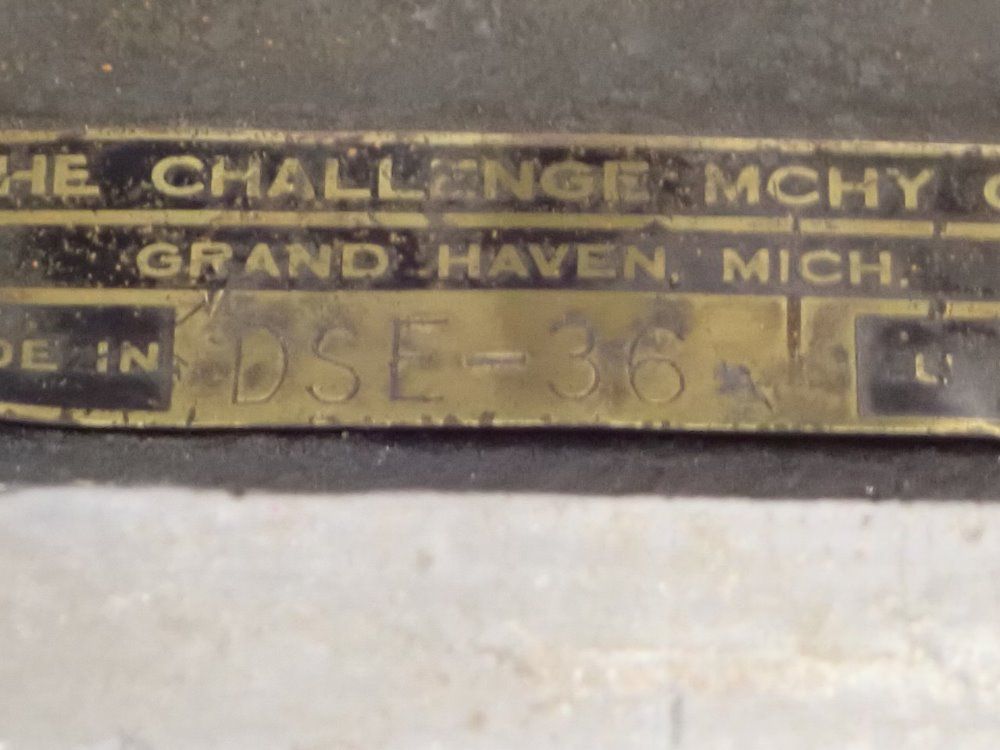 HE CHALLENGE MCHY C
GRAND HAVEN, MICH.
DE IN DSE-36 U